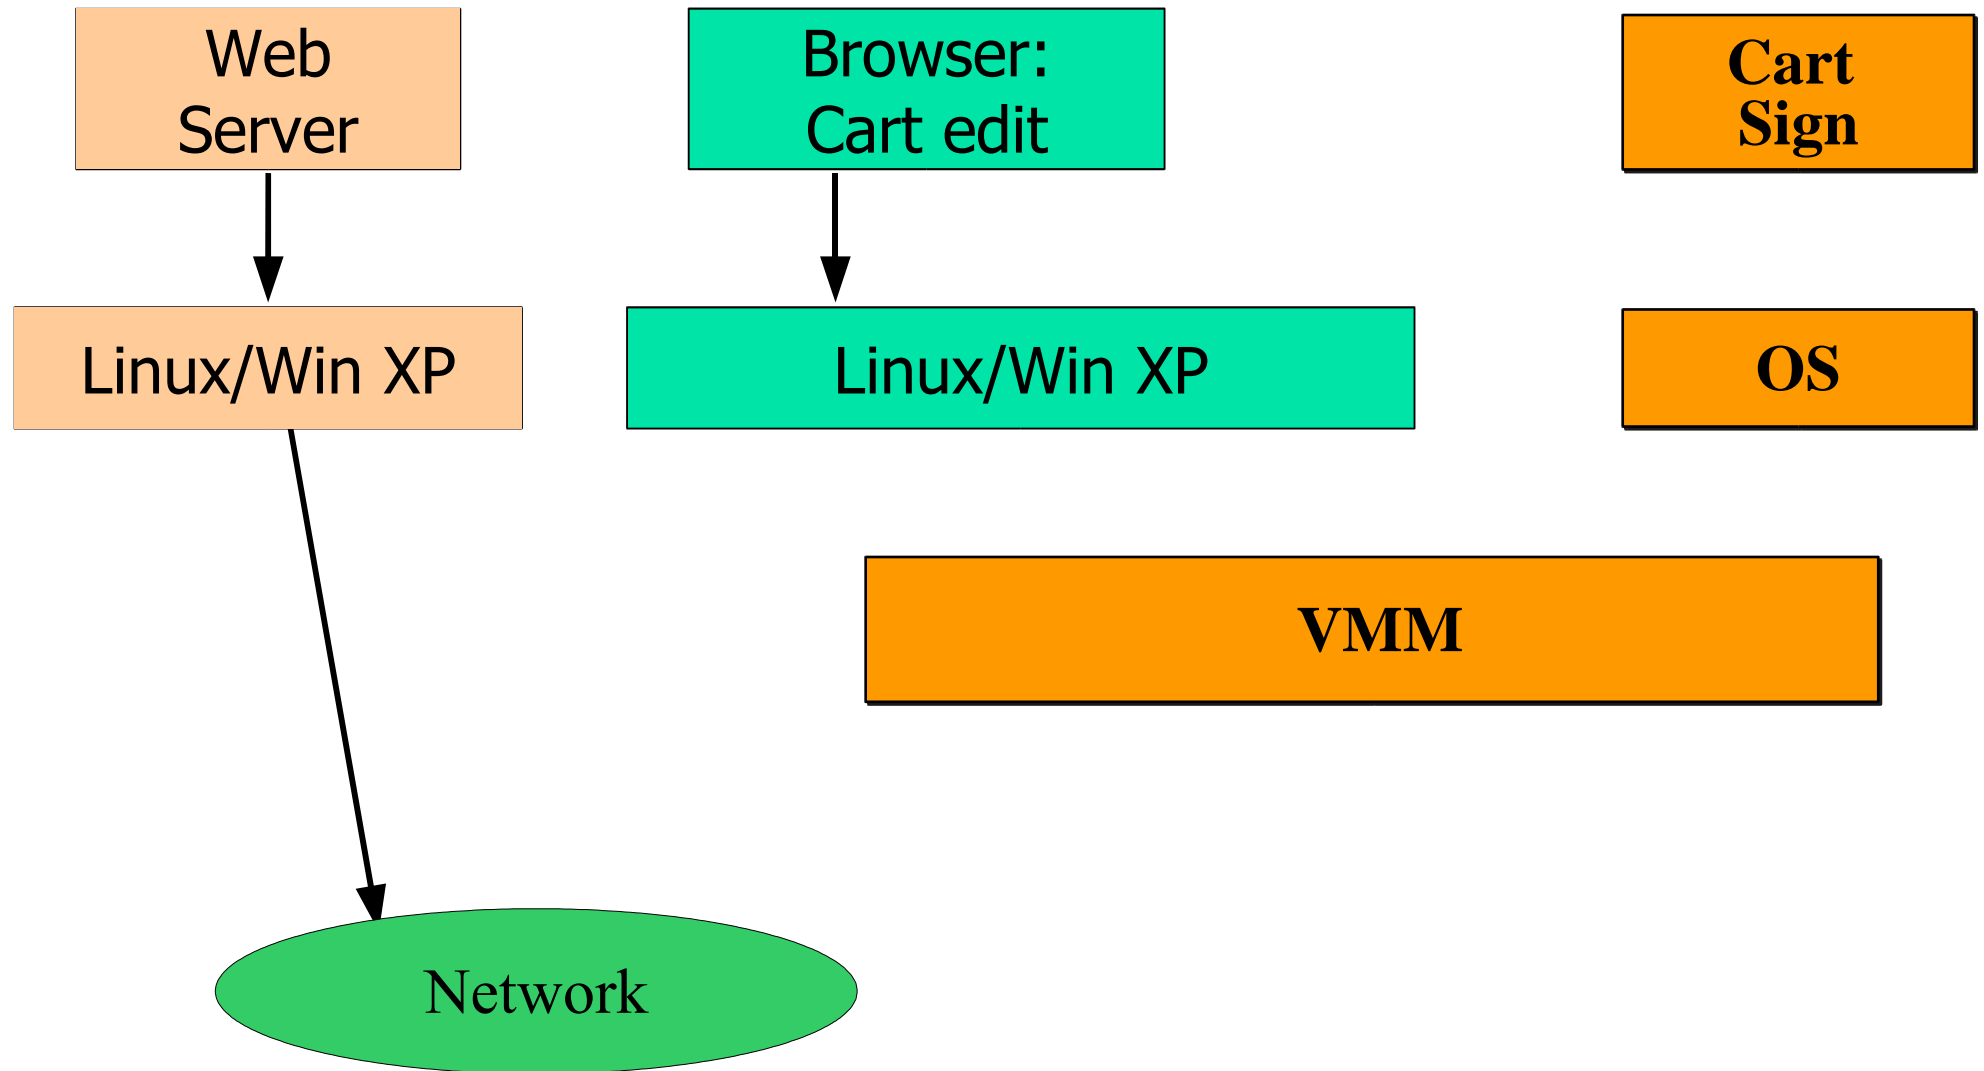 Web
Server
Browser:
Cart edit
Cart
Sign
Linux/Win XP
Linux/Win XP
OS
VMM
Network